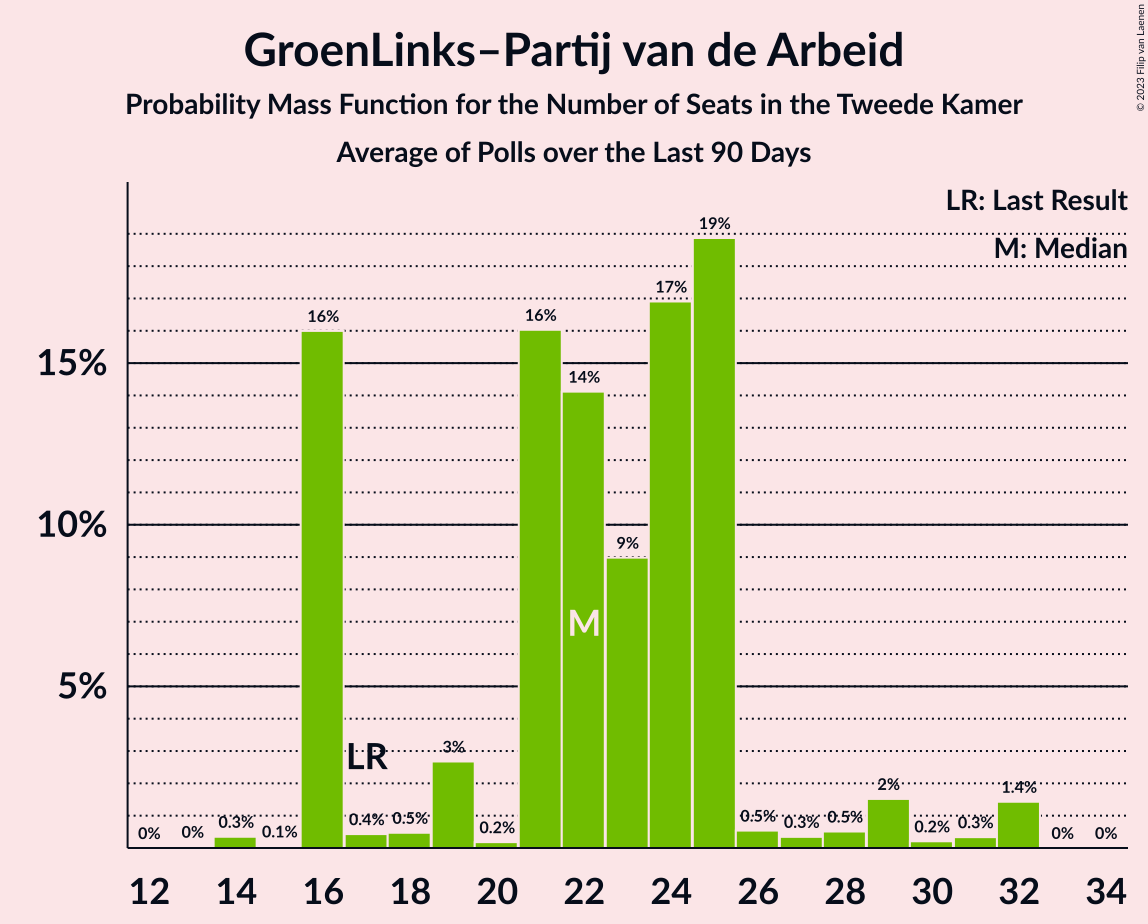 GroenLinks–Partij van de Arbeid
Probability Mass Function for the Number of Seats in the Tweede Kamer
Average of Polls over the Last 90 Days
© 2023 Filip van Laenen
LR: Last Result
M: Median
15%
10%
5%
0%
0%
0.3%
0.1%
16%
0.4%
0.5%
3%
0.2%
16%
14%
9%
17%
19%
0.5%
0.3%
0.5%
2%
0.2%
0.3%
1.4%
0%
0%
LR
M
12 14 16 18 20 22 24 26 28 30 32 34